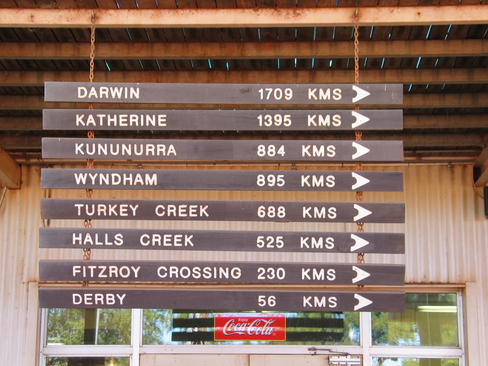 DARWIN 1709 KMS
KATHERINE 1395 KMS
KUNUNURRA 884 KMS
WYNDHAM 895 KMS
TURKEY CREEK 688 KMS
HALLS CREEK 525 KMS
FITZROY CROSSING 230 KMS
DERBY 56 KMS
Enjoy
Coca-Cola